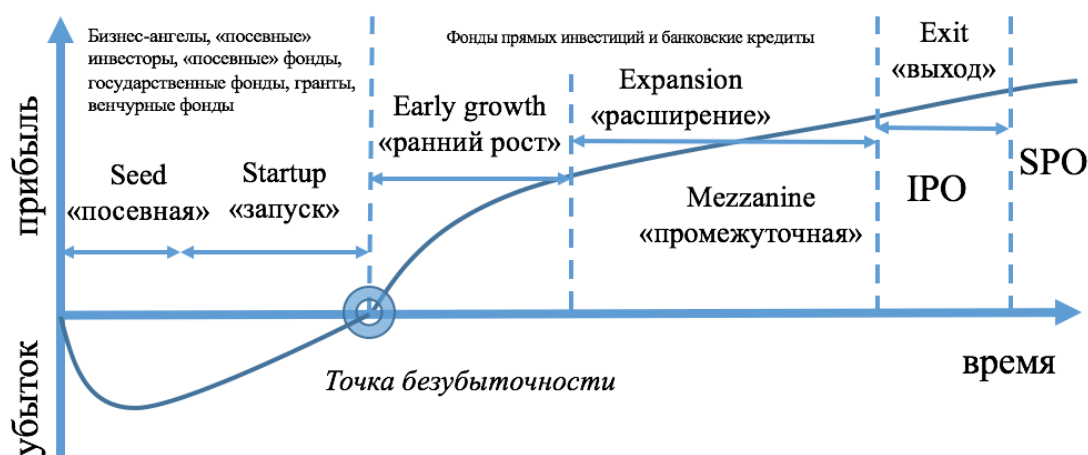 Бизнес-ангелы, «посевные»
инвесторы, «посевные» фонды,
государственные фонды, гранты,
венчурные фонды
Фонды прямых инвестиций и банковские кредиты
Exit
«выход»
Expansion
«расширение»
Early growth
«ранний рост»
SPO
Seed
«посевная»
Startup
«запуск»
Mezzanine
«промежуточная»
IPO
прибыль
убыток
Точка безубыточности
время